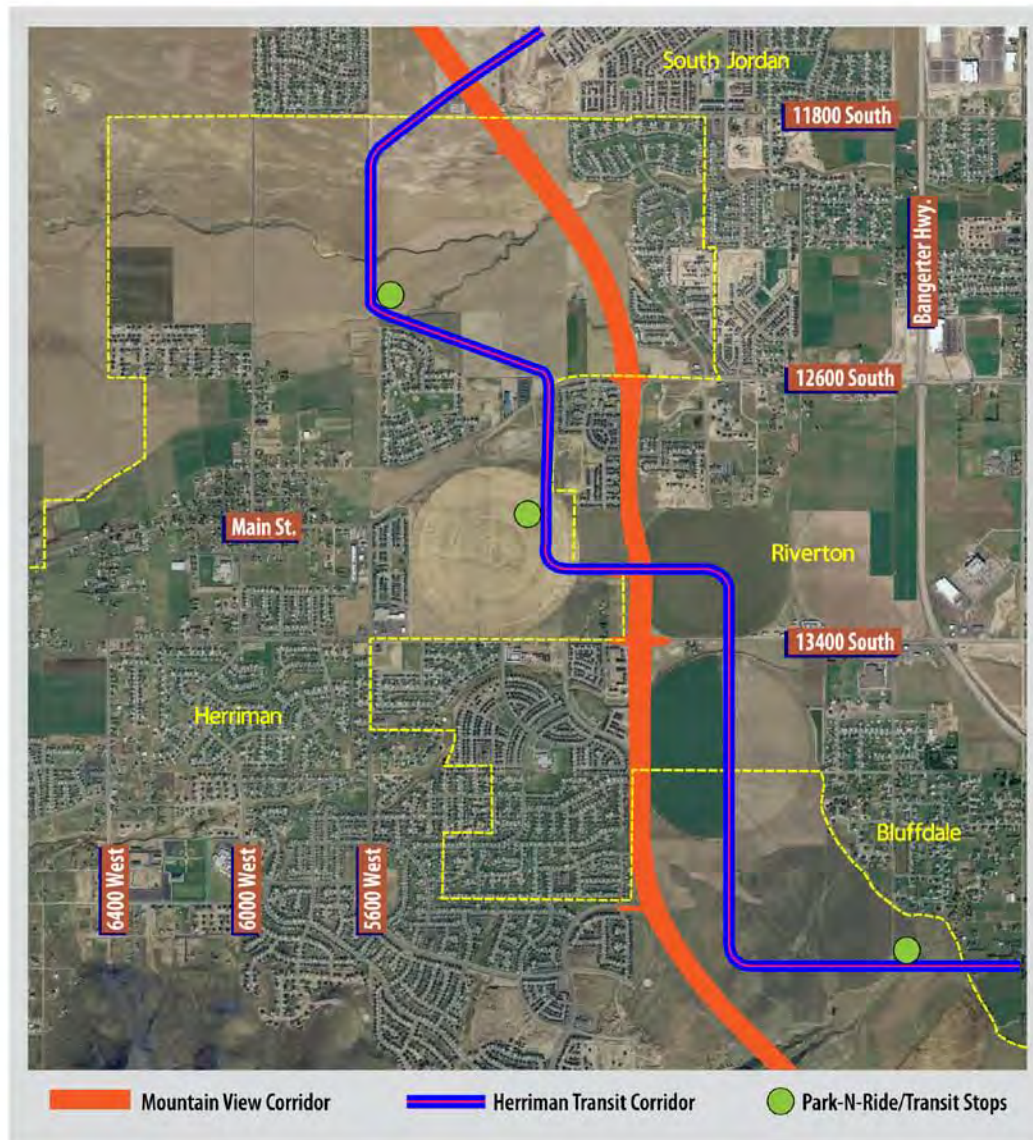 South Jordan
11800 South
Bangerter Hwy.
12600 South
Main St.
Riverton
13400 South
Herriman
Bluffdale
6400 West
6000 West
5600 West
Mountain View Corridor
Herriman Transit Corridor
Park-N-Ride/Transit Stops